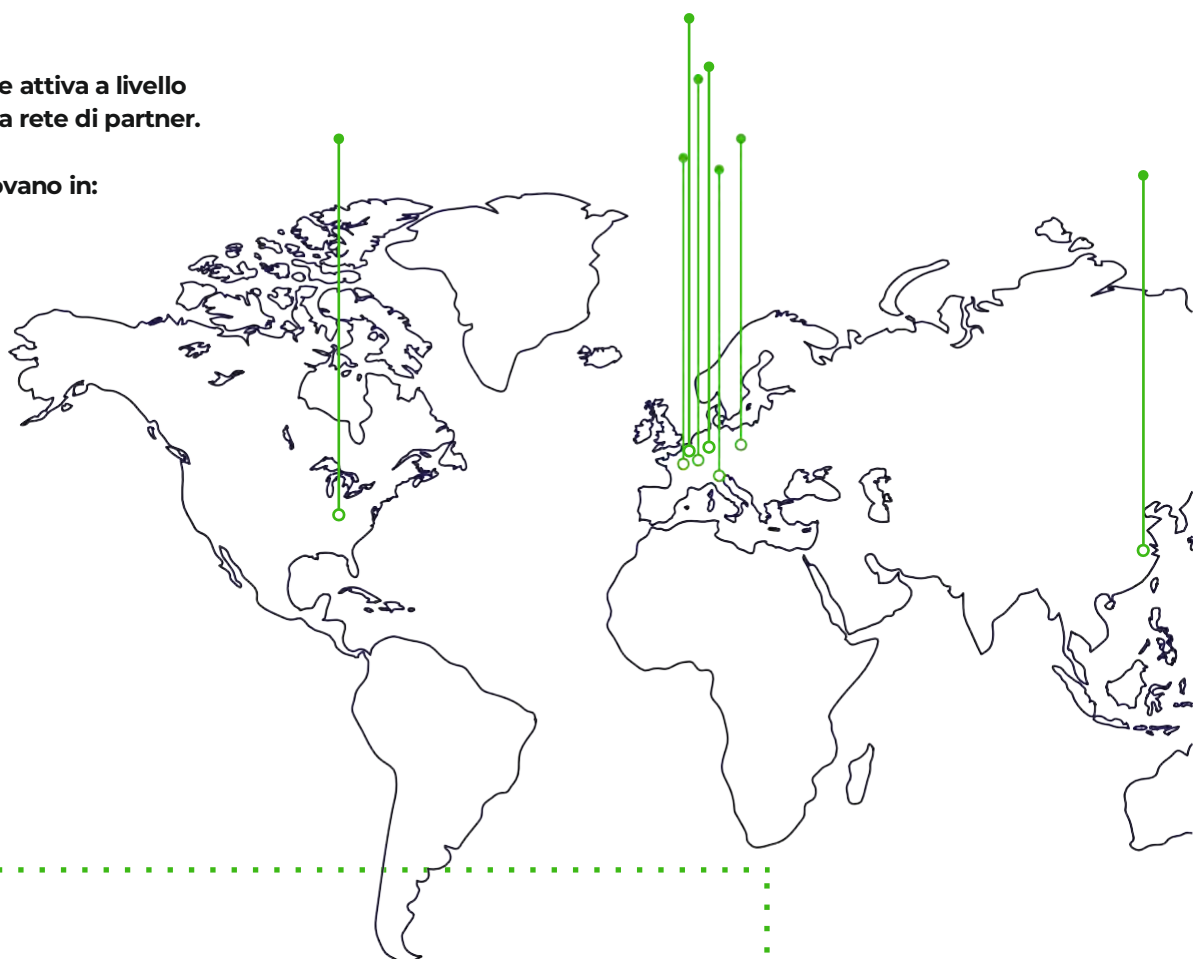 e attiva a livello
a rete di partner.
ovano in: